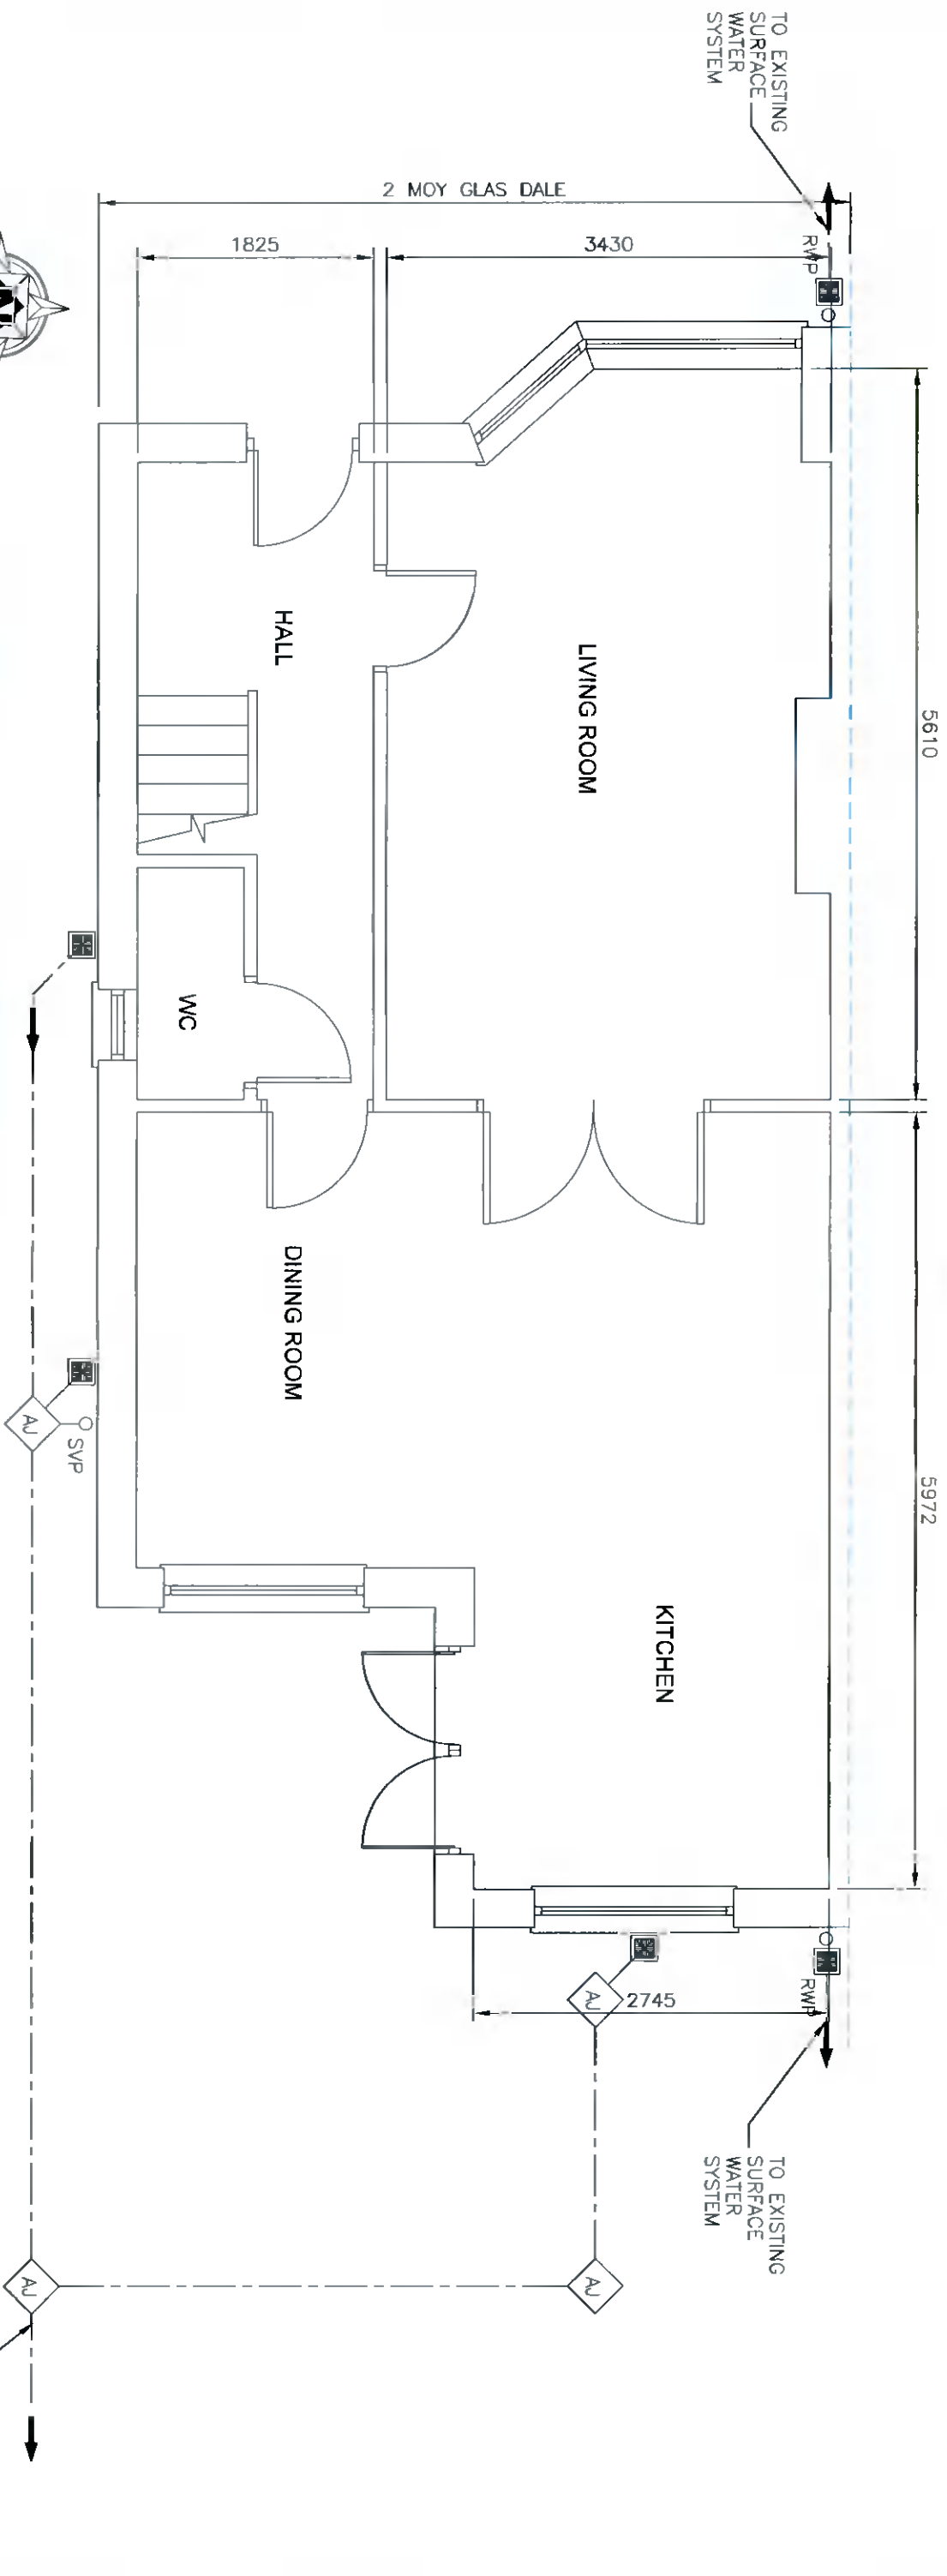 TO EXISTING
SURFACE
WATER
SYSTEM
2 MOY GLAS DALE
1825
3430
RWP
5610
LIVING ROOM
HALL
WC
DINING ROOM
5972
SVP
AJ
KITCHEN
AJ
2745
RWP
TO EXISTING
SURFACE
WATER
SYSTEM
AJ
AJ